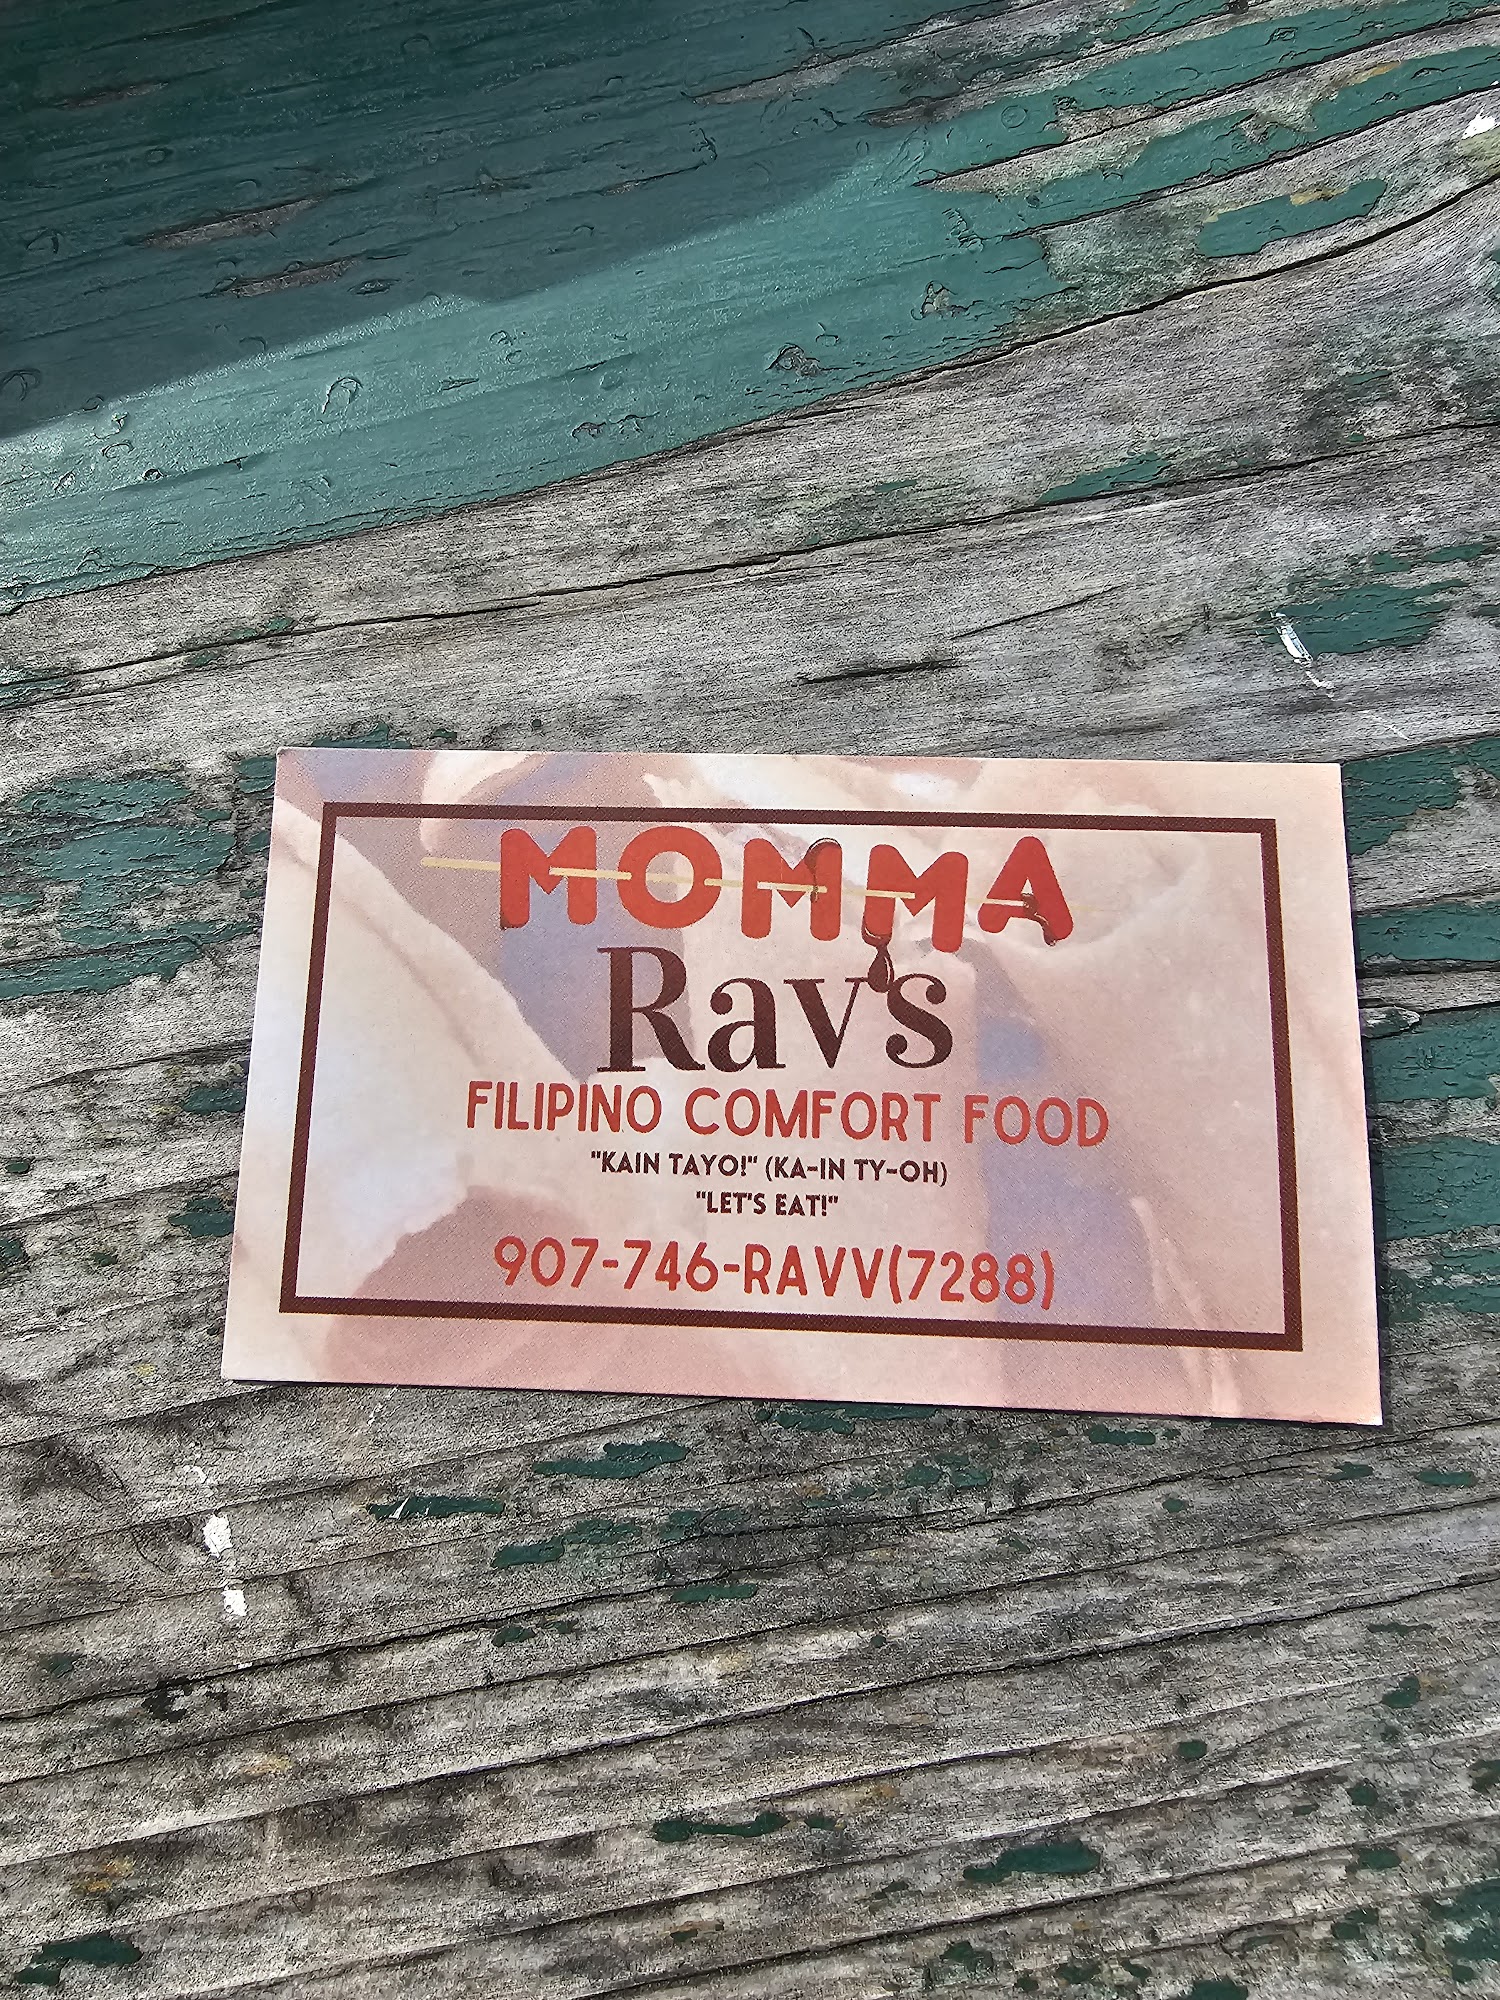 MOMMA
Rav's
FILIPINO COMFORT FOOD
"KAIN TAYO!" (KA-IN TY-OH)
"LET'S EAT!"
907-746-RAVV(7288)